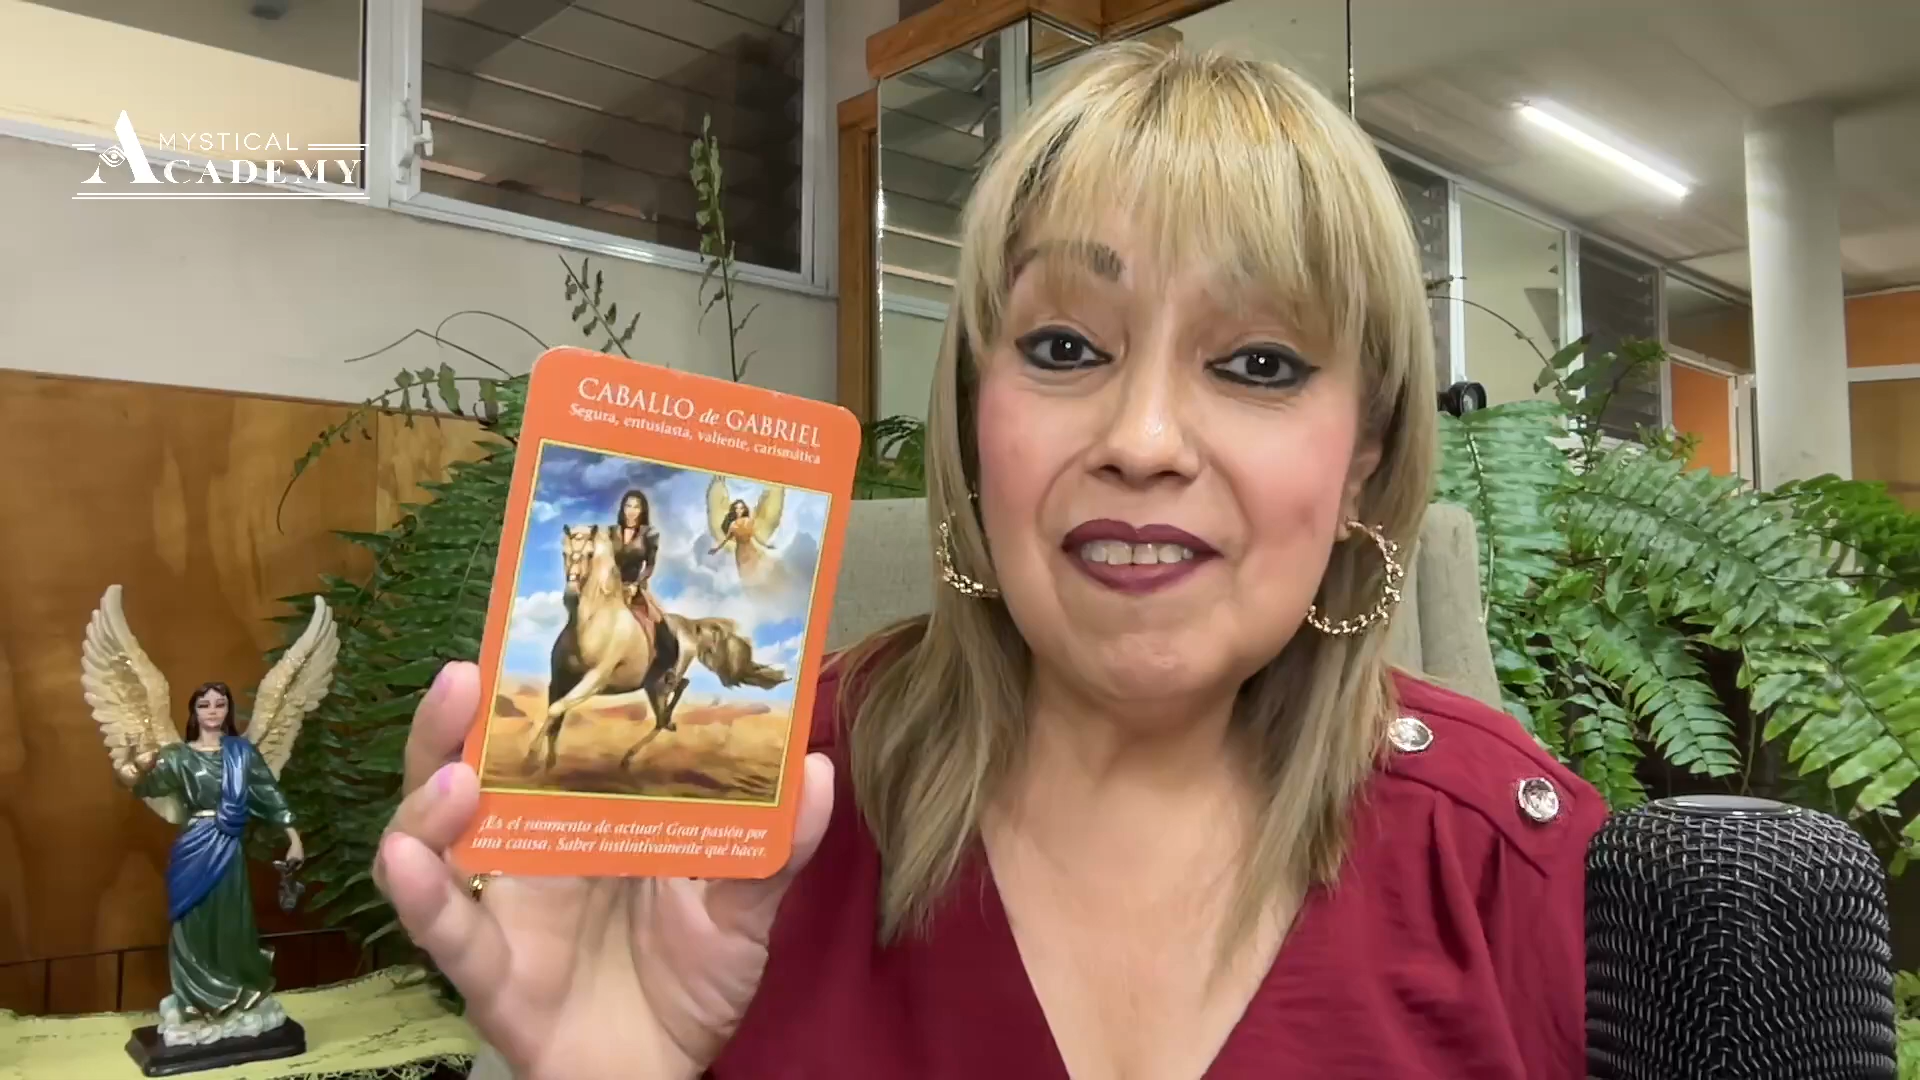 MYSTICAL
ACADEMY
CABALLO de GABRIEL
Segura, entusiasta, valiente, carismática
¡Es el momento de actuar! Gran pasión por
una causa. Saber instintivamente qué hacer.